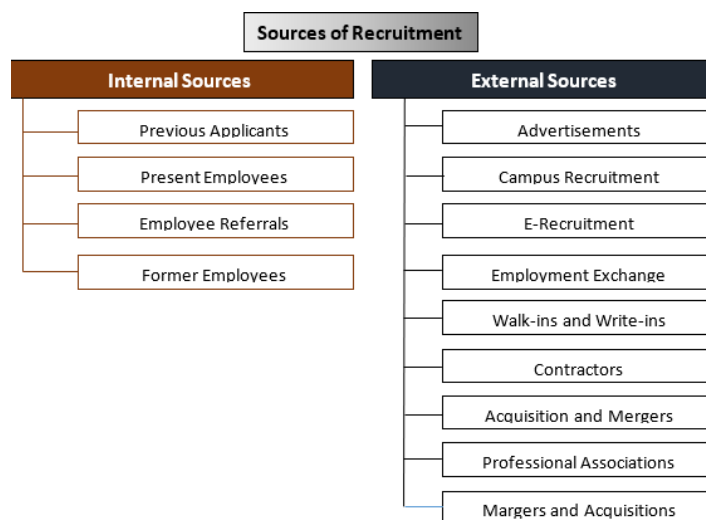 Sources of Recruitment
Internal Sources
Previous Applicants
Present Employees
Employee Referrals
Former Employees
External Sources
Advertisements
Campus Recruitment
E-Recruitment
Employment Exchange
Walk-ins and Write-ins
Contractors
Acquisition and Mergers
Professional Associations
Margers and Acquisitions